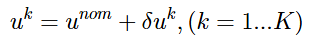 u^k = u^{nom} + δu^k, (k = 1...K)